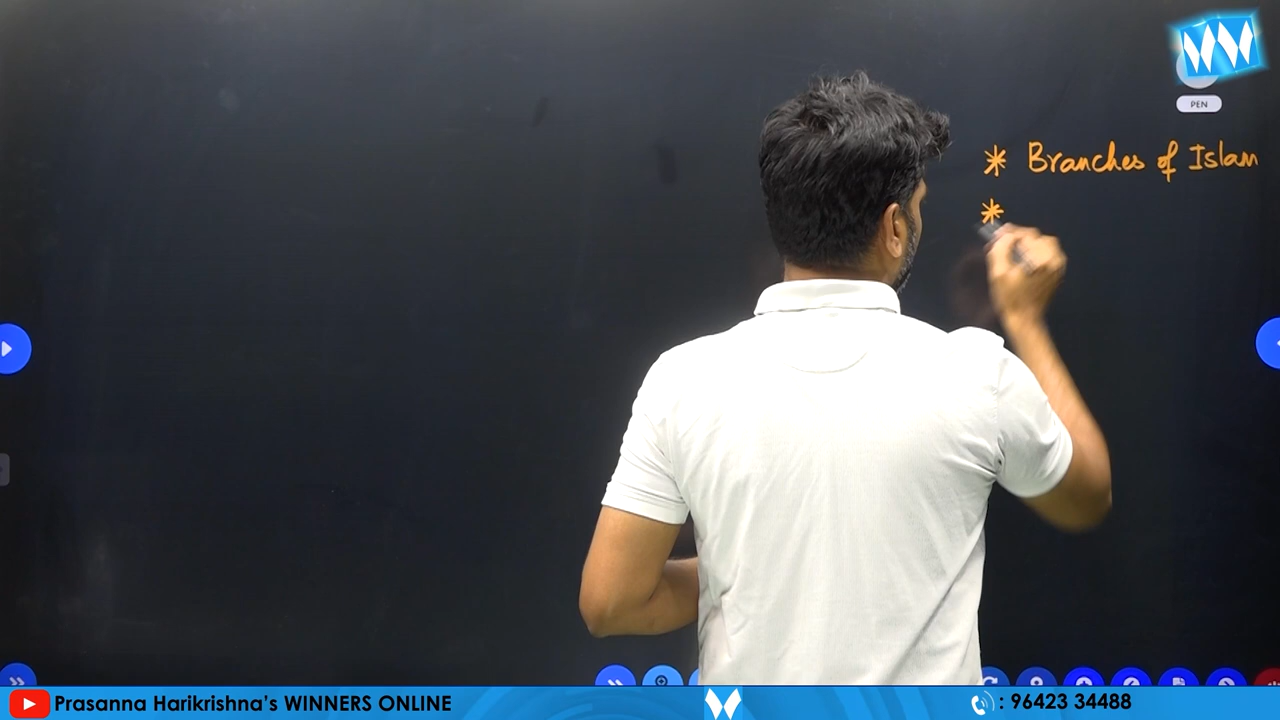 PEN
* Branches of Islam
*
Prasanna Harikrishna's WINNERS ONLINE
: 96423 34488